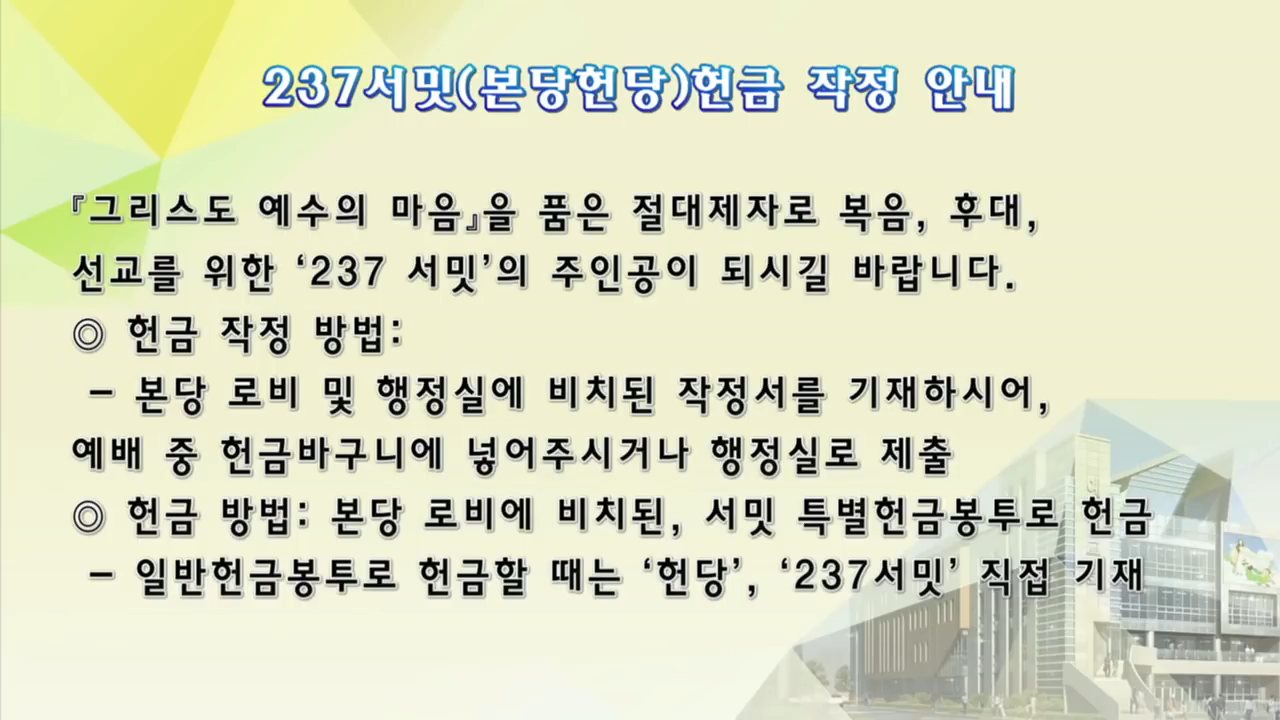 237서밋(본당헌당)헌금 작정 안내
『그리스도 예수의 마음』을 품은 절대제자로 복음, 후대,
선교를 위한 ‘237 서밋’의 주인공이 되시길 바랍니다.
◎ 헌금 작정 방법:
- 본당 로비 및 행정실에 비치된 작정서를 기재하시어,
예배 중 헌금바구니에 넣어주시거나 행정실로 제출
◎ 헌금 방법: 본당 로비에 비치된, 서밋 특별헌금봉투로 헌금
- 일반헌금봉투로 헌금할 때는 ‘헌당’, ‘237서밋’ 직접 기재